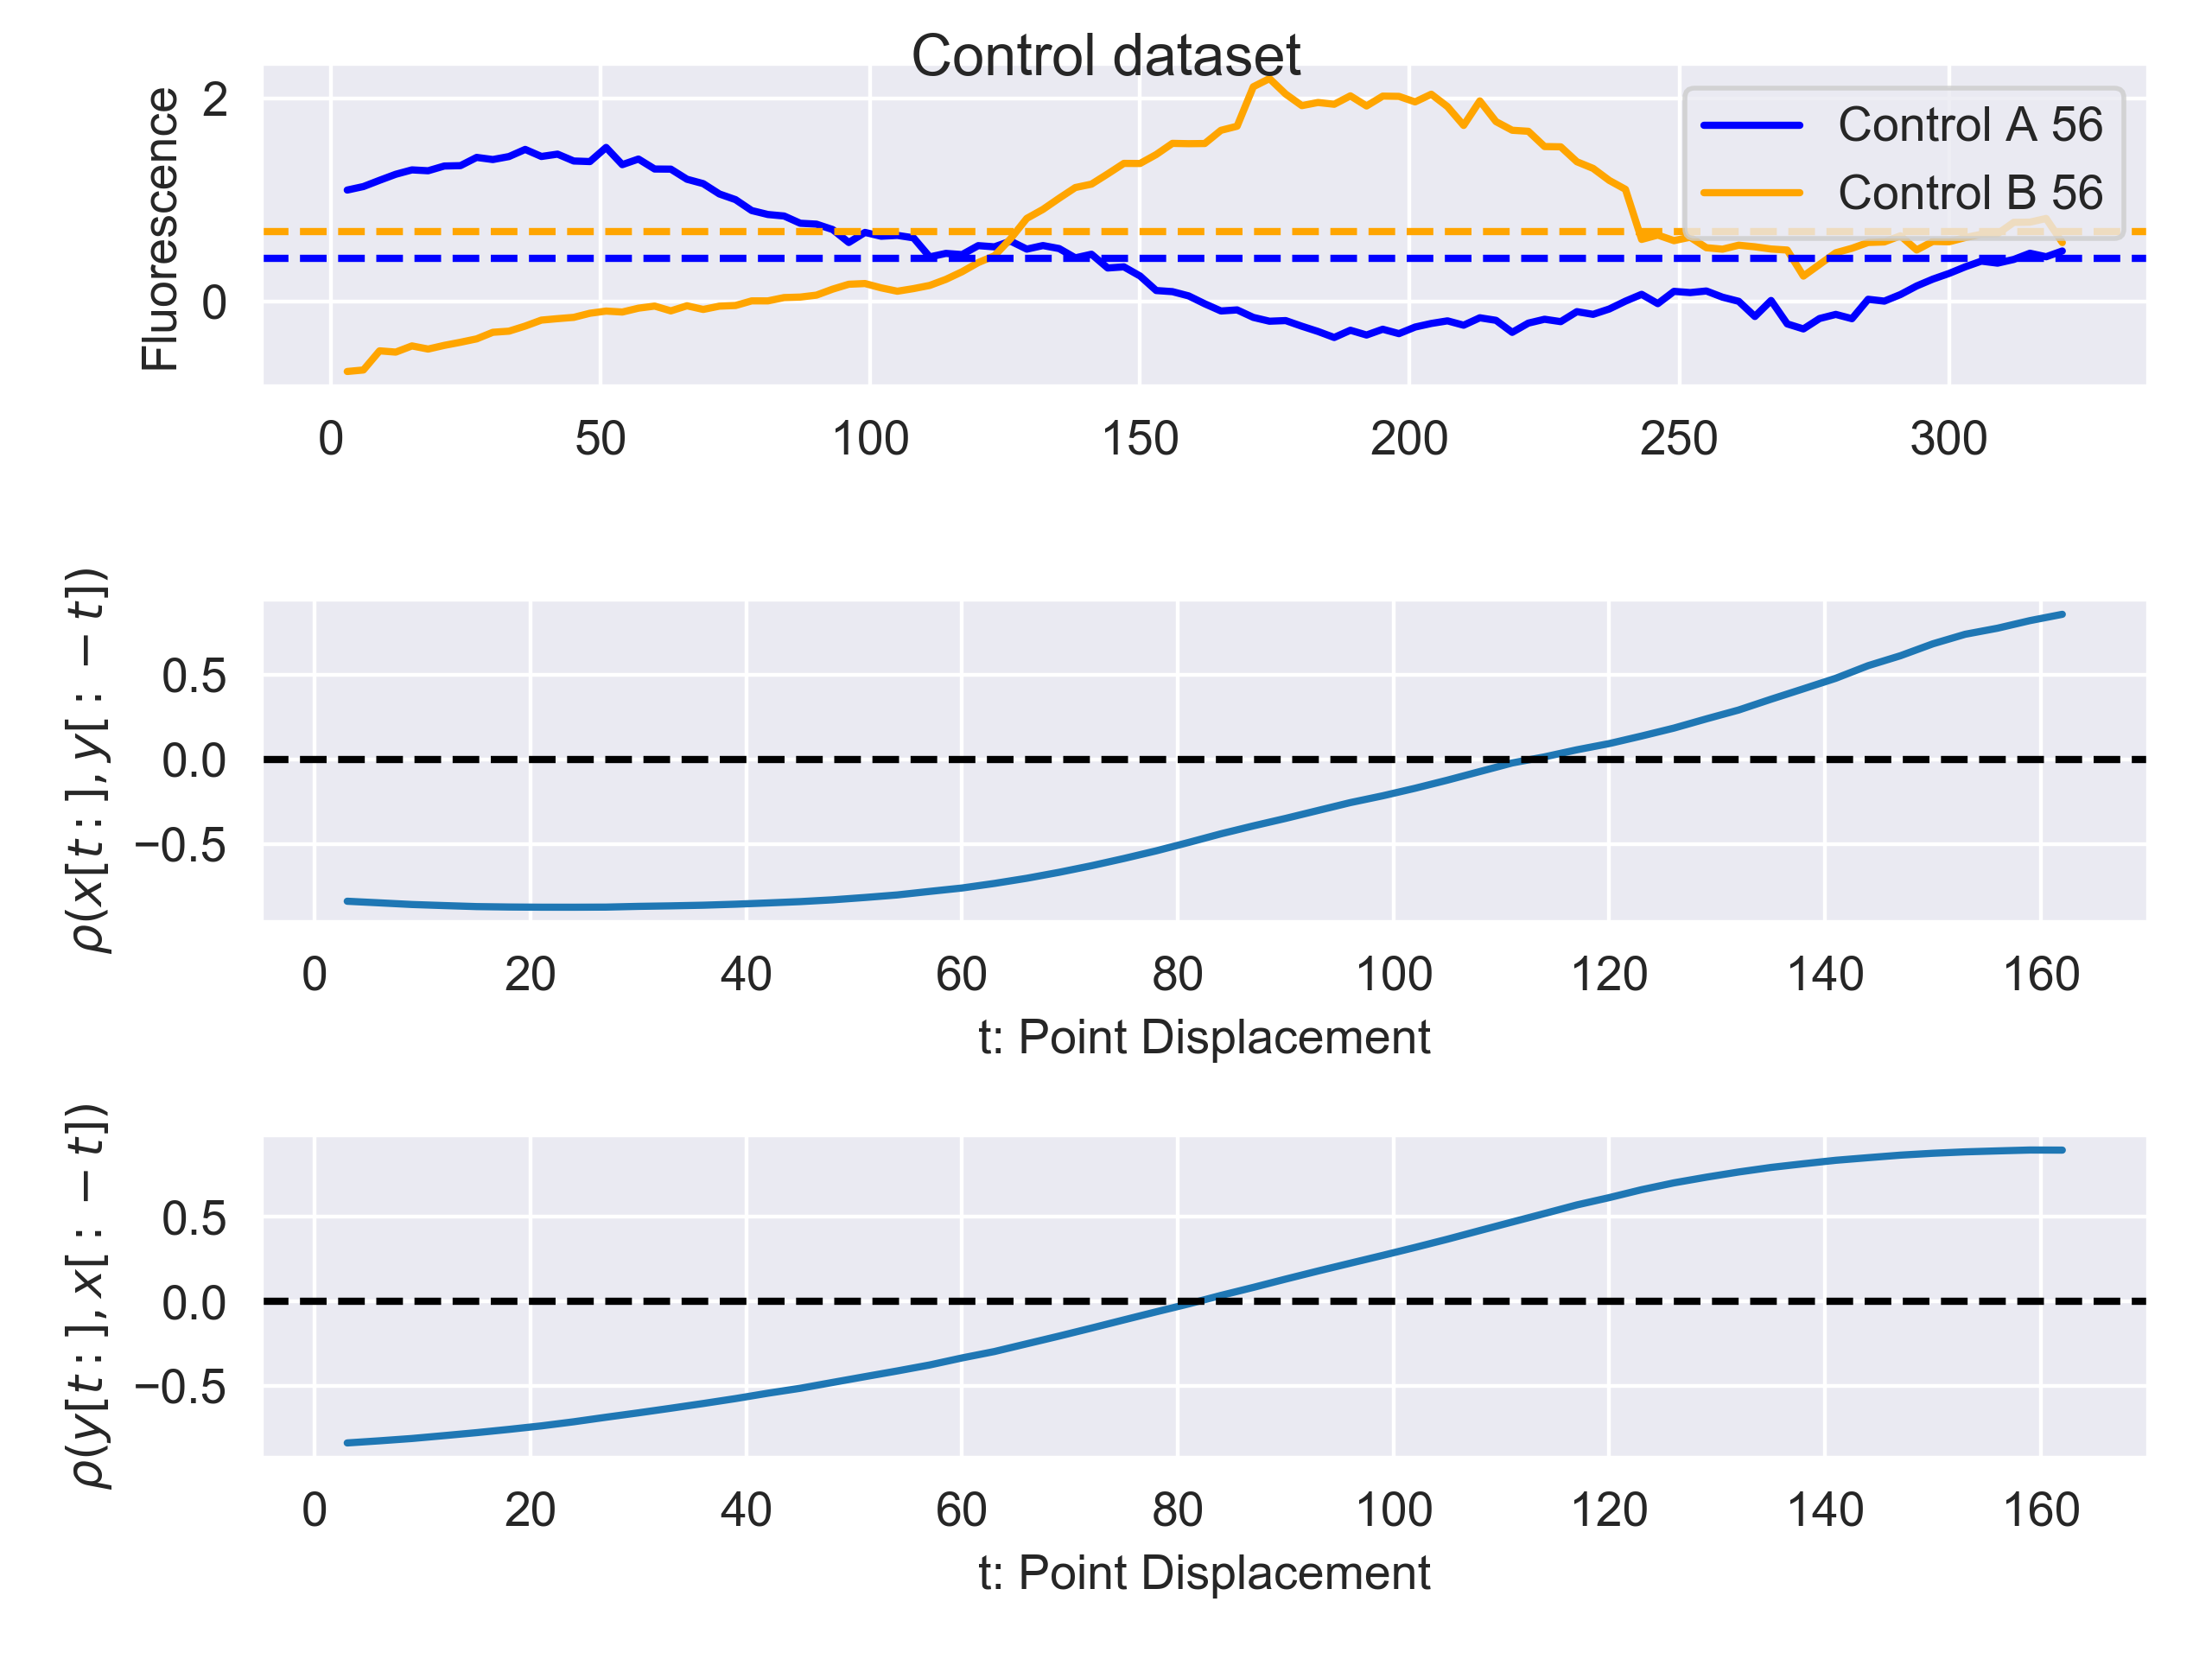 Control dataset
Fluorescence
2
0
Control A 56
Control B 56
0 50 100 150 200 250 300
ρ(x[t:], y[: −t])
0.5
0.0
−0.5
0 20 40 60 80 100 120 140 160
t: Point Displacement
ρ(y[t:], x[: −t])
0.5
0.0
−0.5
0 20 40 60 80 100 120 140 160
t: Point Displacement